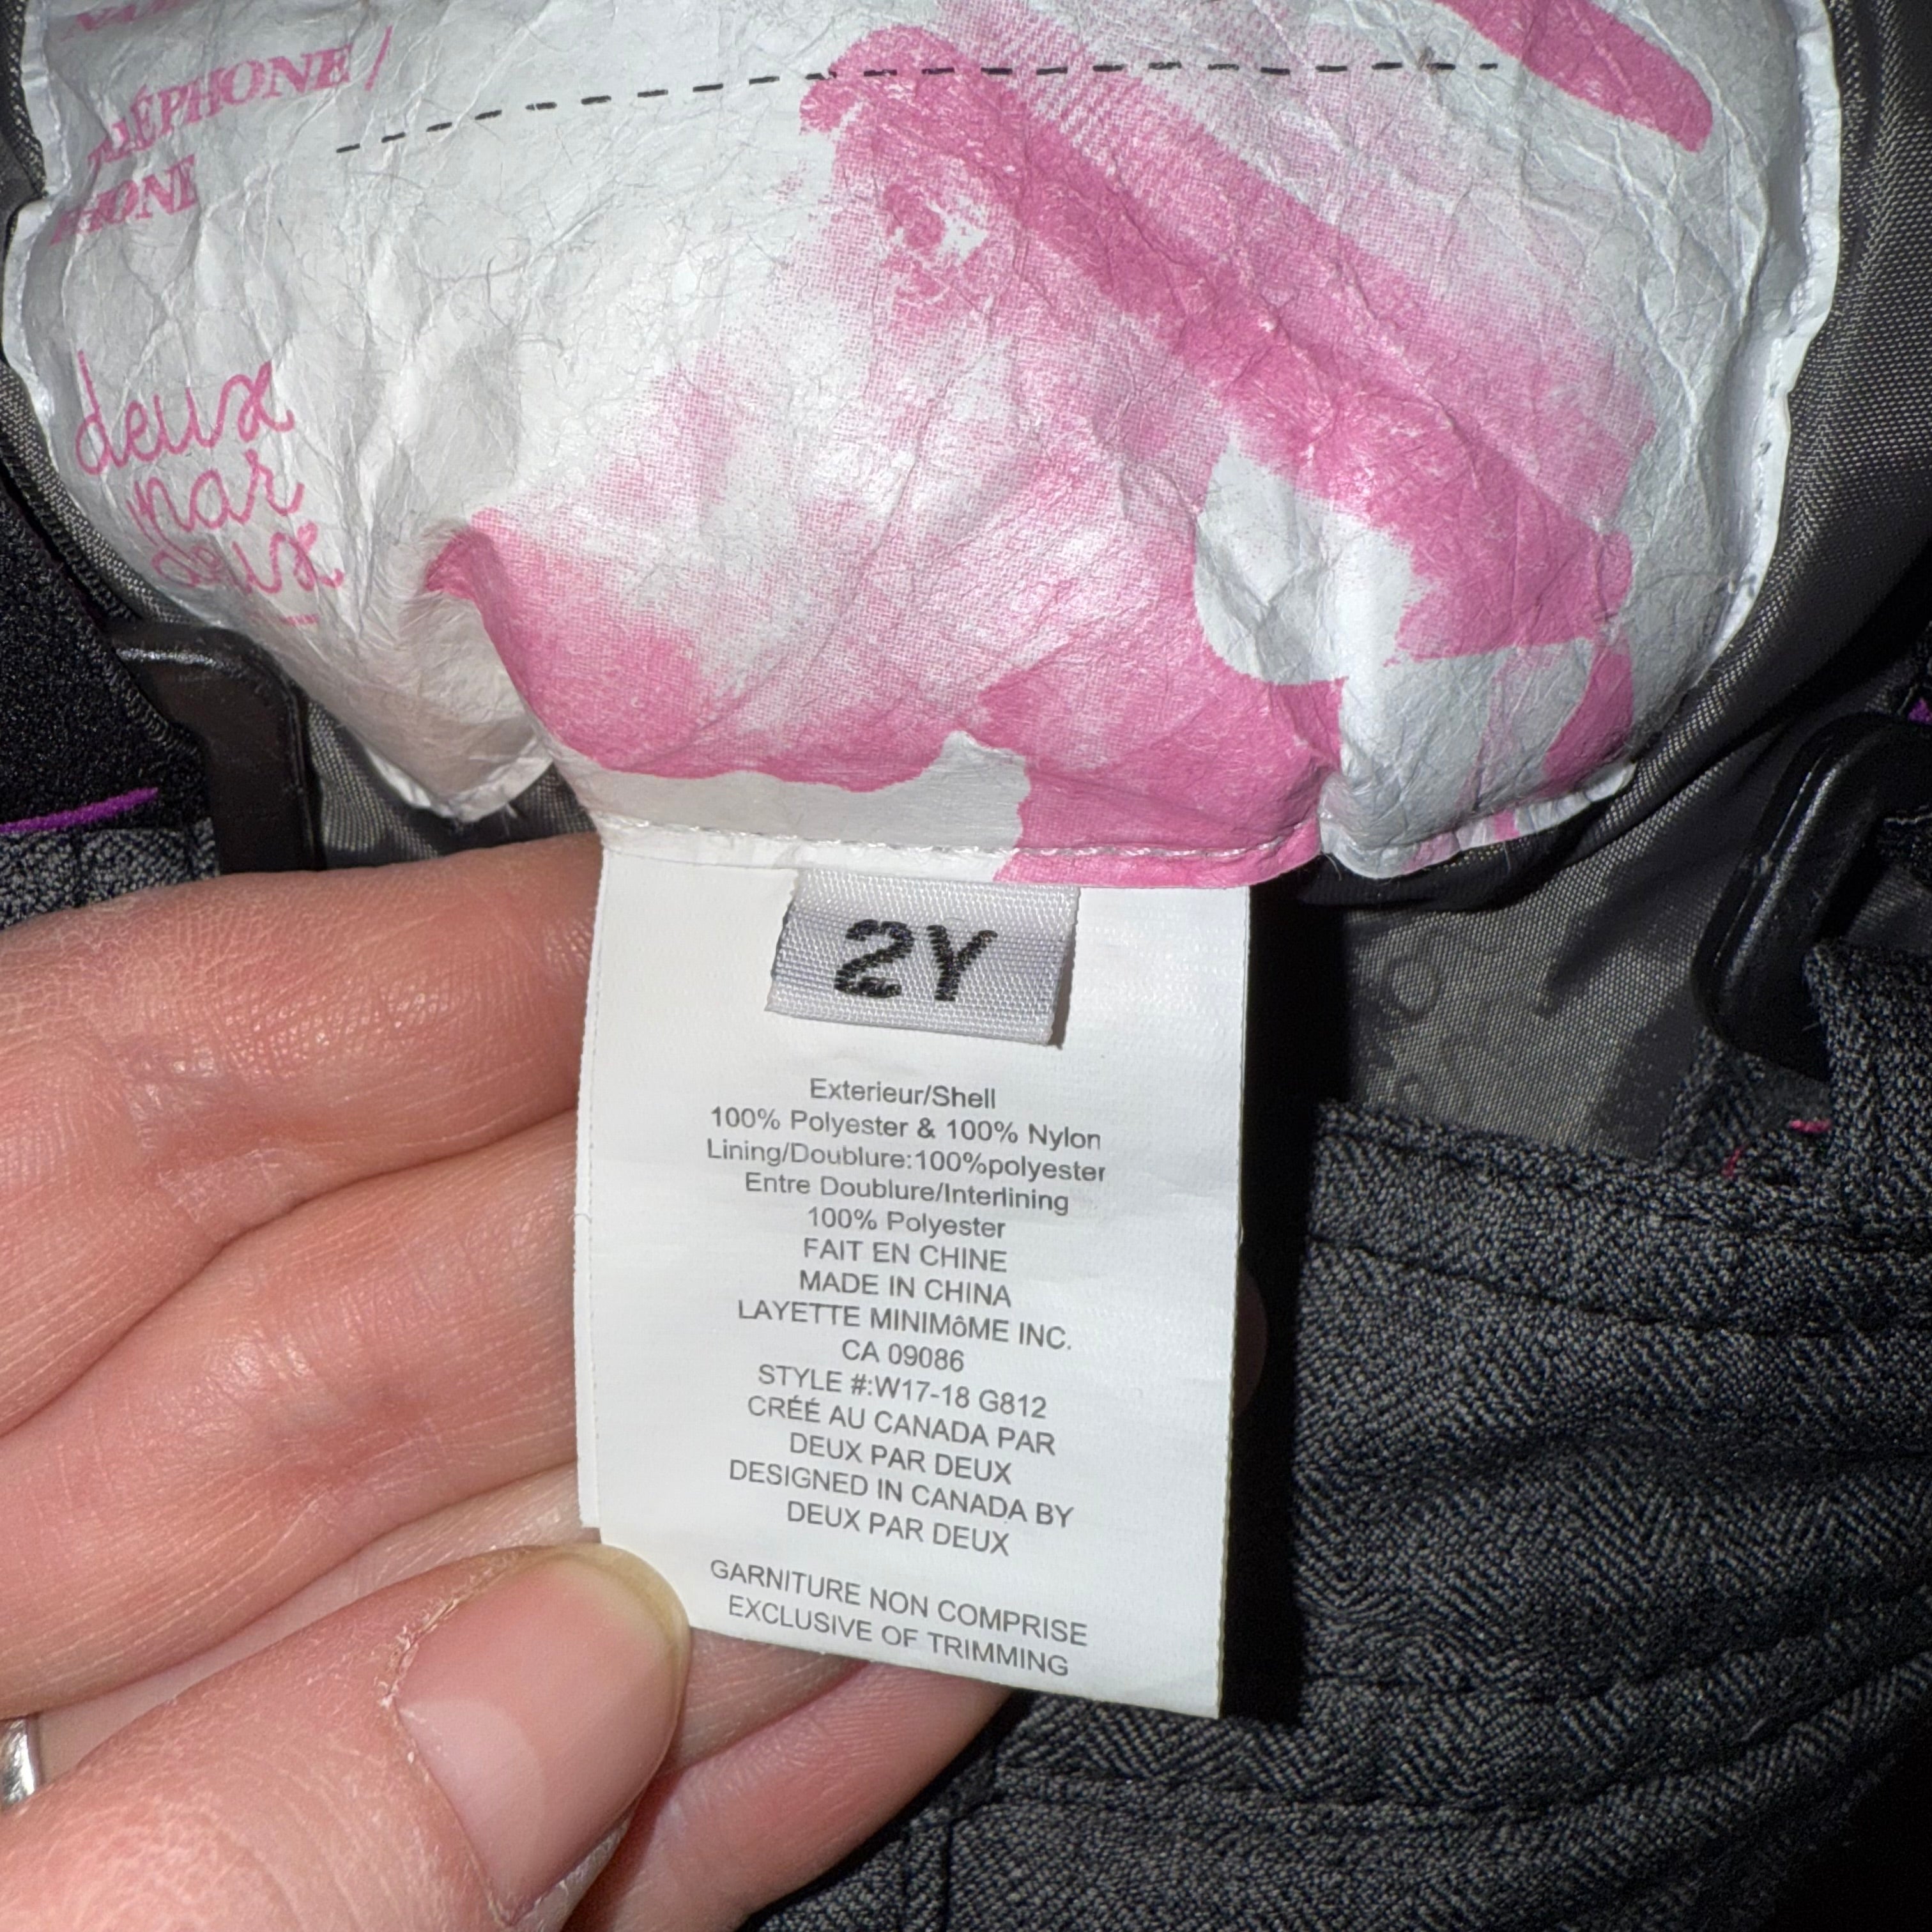 TÉLÉPHONE /
PHONE
deux
par
deux
2Y
Exterieur/Shell
100% Polyester & 100% Nylon
Lining/Doublure:100%polyester
Entre Doublure/Interlining
100% Polyester
FAIT EN CHINE
MADE IN CHINA
LAYETTE MINIMôME INC.
CA 09086
STYLE #:W17-18 G812
CRÉÉ AU CANADA PAR
DEUX PAR DEUX
DESIGNED IN CANADA BY
DEUX PAR DEUX
GARNITURE NON COMPRISE
EXCLUSIVE OF TRIMMING